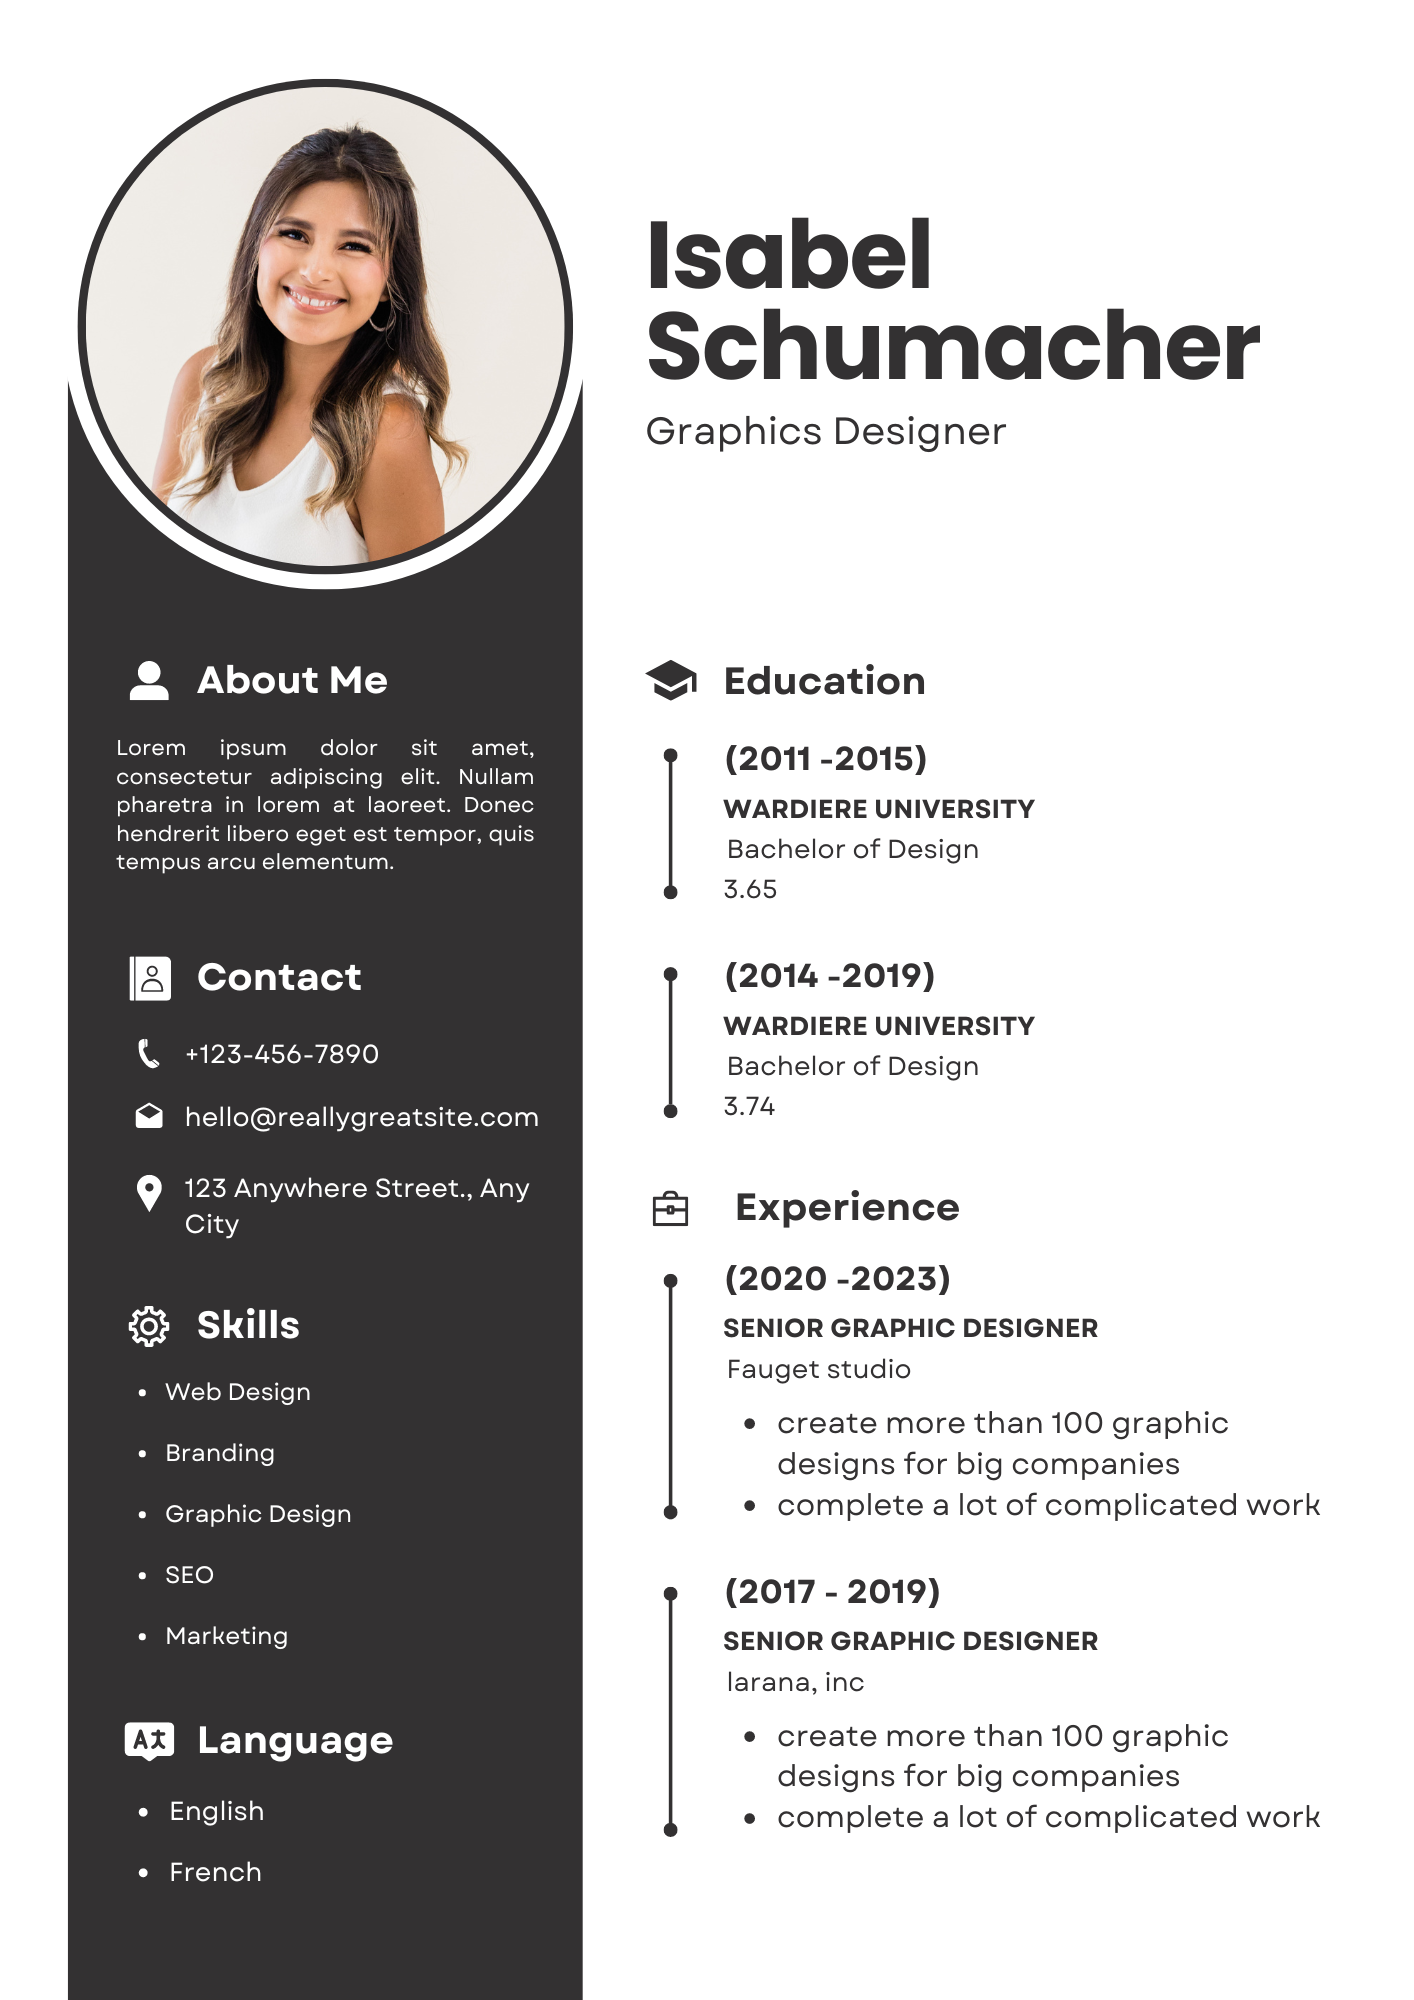 Isabel
Schumacher
Graphics Designer
About Me
Lorem ipsum dolor sit amet,
consectetur adipiscing elit. Nullam
pharetra in lorem at laoreet. Donec
hendrerit libero eget est tempor, quis
tempus arcu elementum.
Contact
+123-456-7890
hello@reallygreatsite.com
123 Anywhere Street., Any
City
Skills
• Web Design
• Branding
• Graphic Design
• SEO
• Marketing
Language
• English
• French
Education
(2011 -2015)
WARDIERE UNIVERSITY
Bachelor of Design
3.65
(2014 -2019)
WARDIERE UNIVERSITY
Bachelor of Design
3.74
Experience
(2020 -2023)
SENIOR GRAPHIC DESIGNER
Fauget studio
• create more than 100 graphic
designs for big companies
• complete a lot of complicated work
(2017 - 2019)
SENIOR GRAPHIC DESIGNER
larana, inc
• create more than 100 graphic
designs for big companies
• complete a lot of complicated work